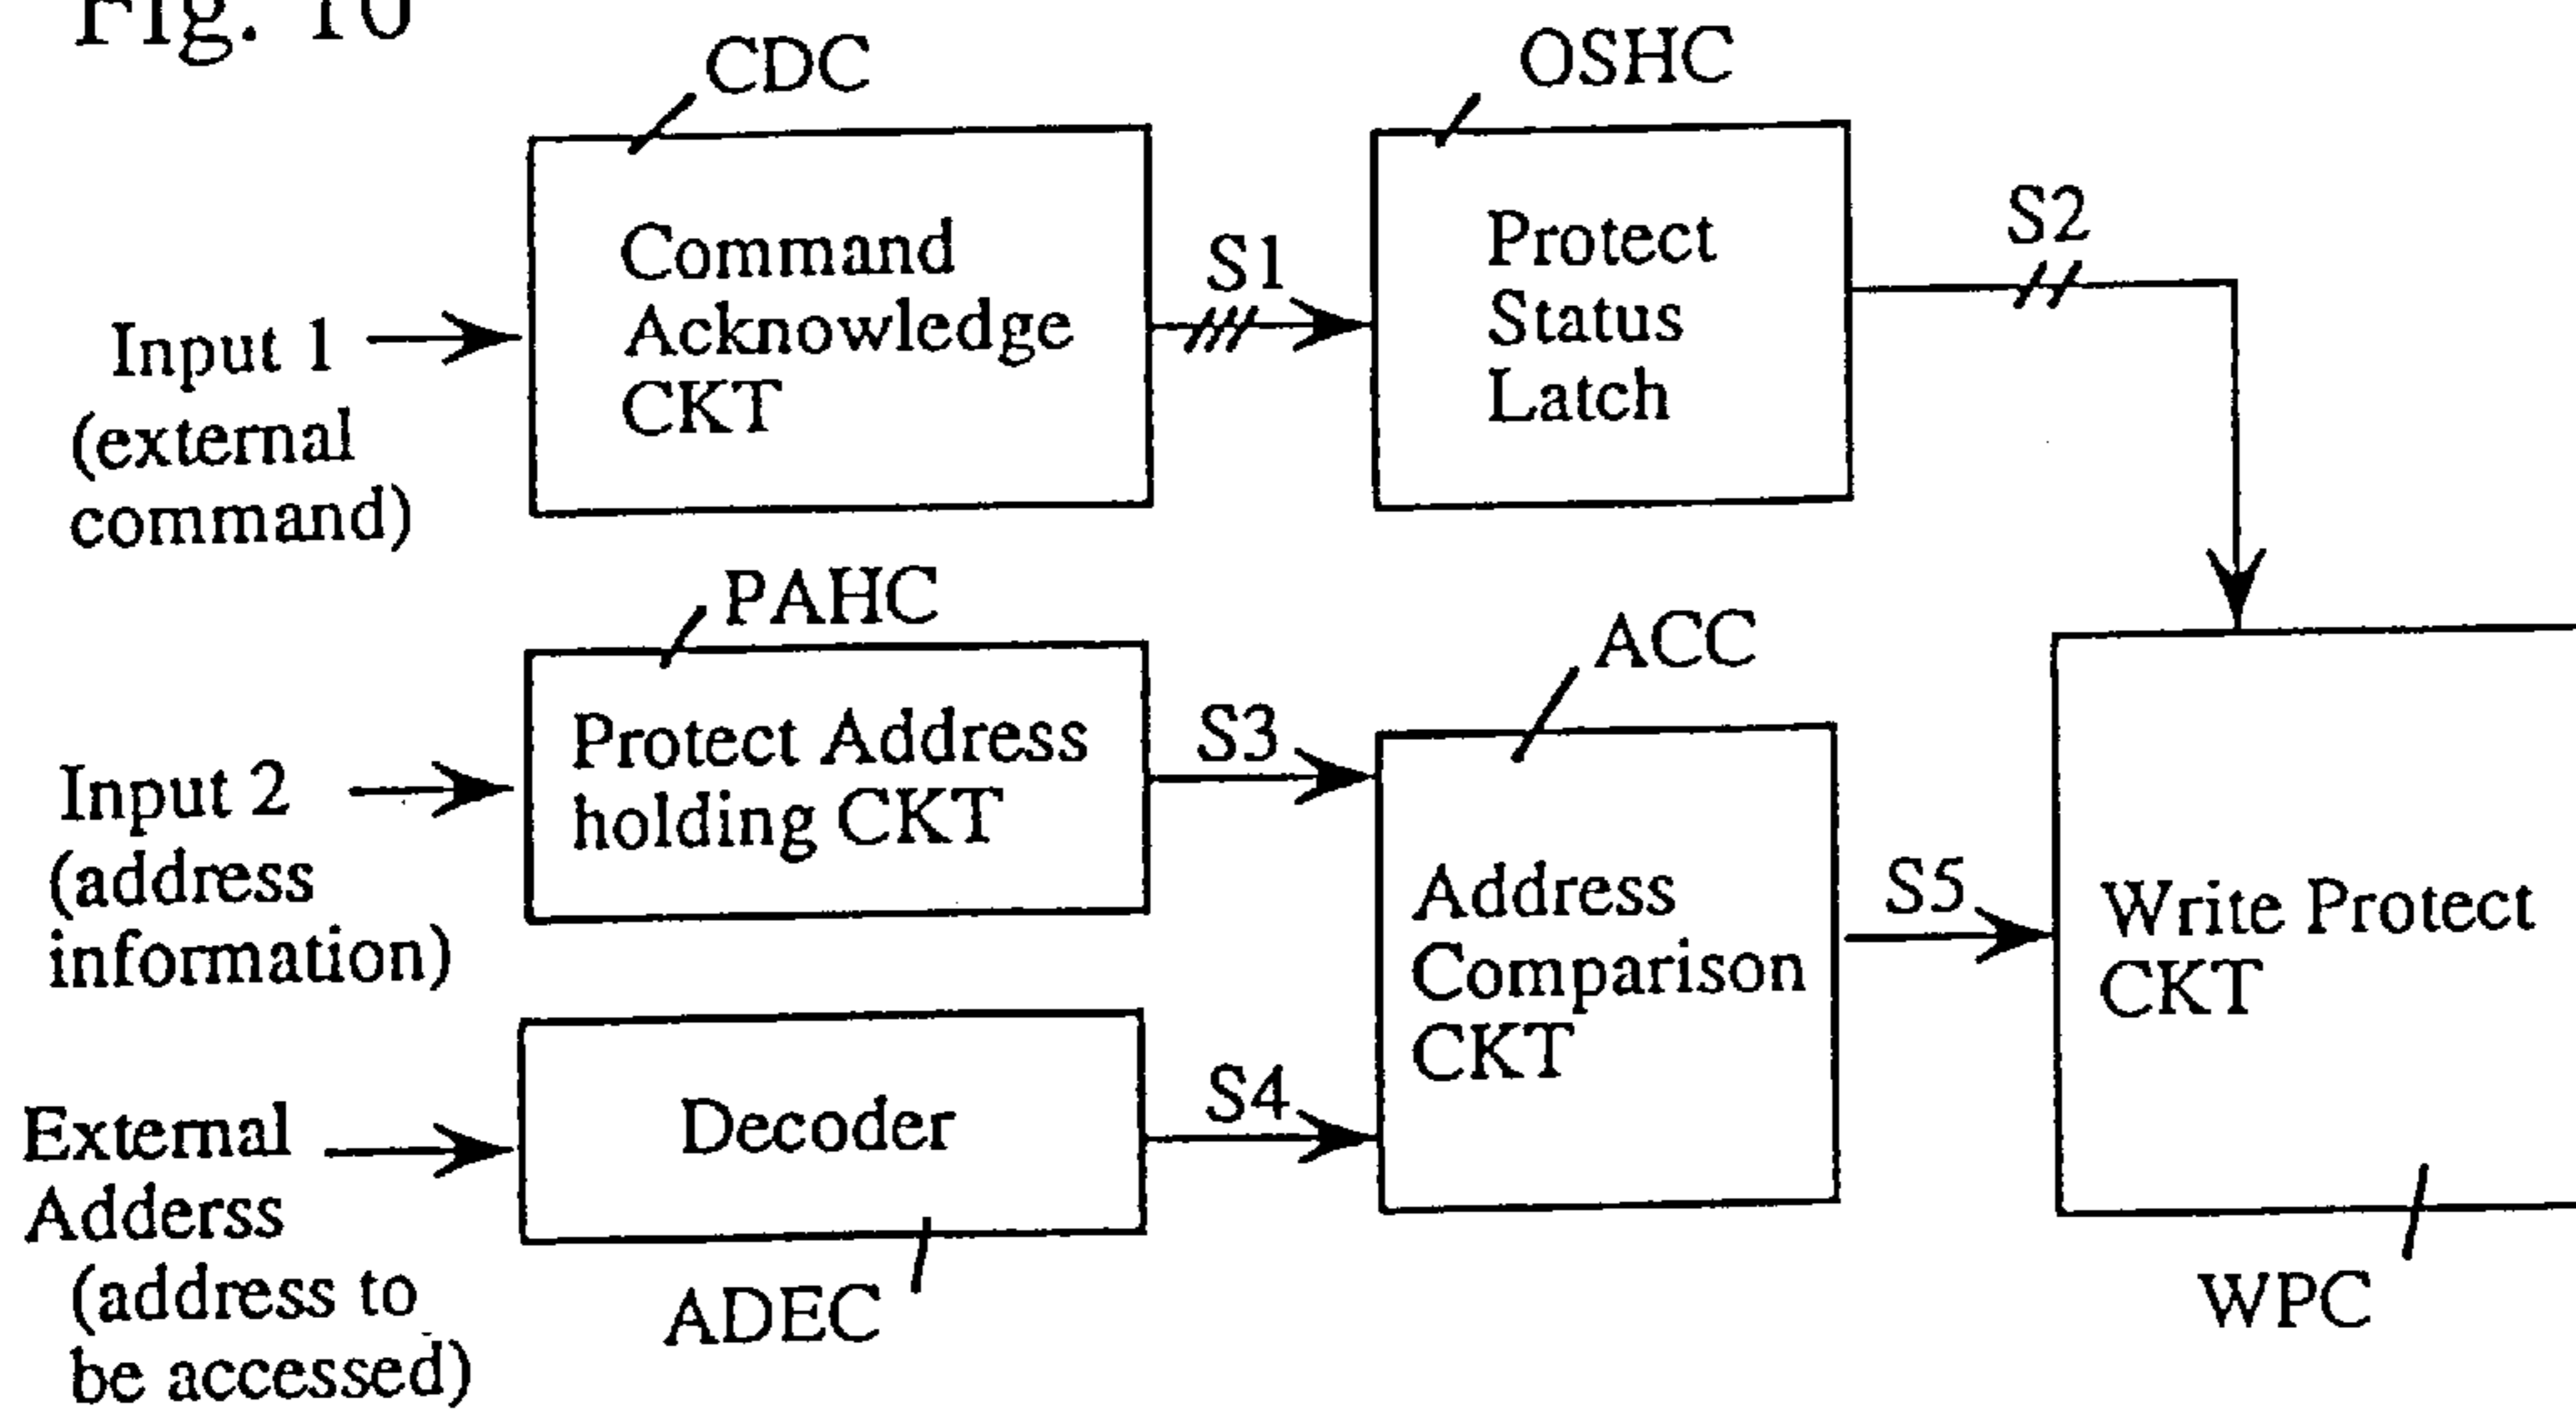 Fig. 10
CDC
OSHC
Command
Acknowledge
CKT
S1
Protect
Status
Latch
S2
Input 1
(external
command)
PAHC
ACC
Protect Address
holding CKT
S3
Input 2
(address
information)
Address
Comparison
CKT
S5
Write Protect
CKT
External
Adderss
(address to
be accessed)
Decoder
S4
ADEC
WPC